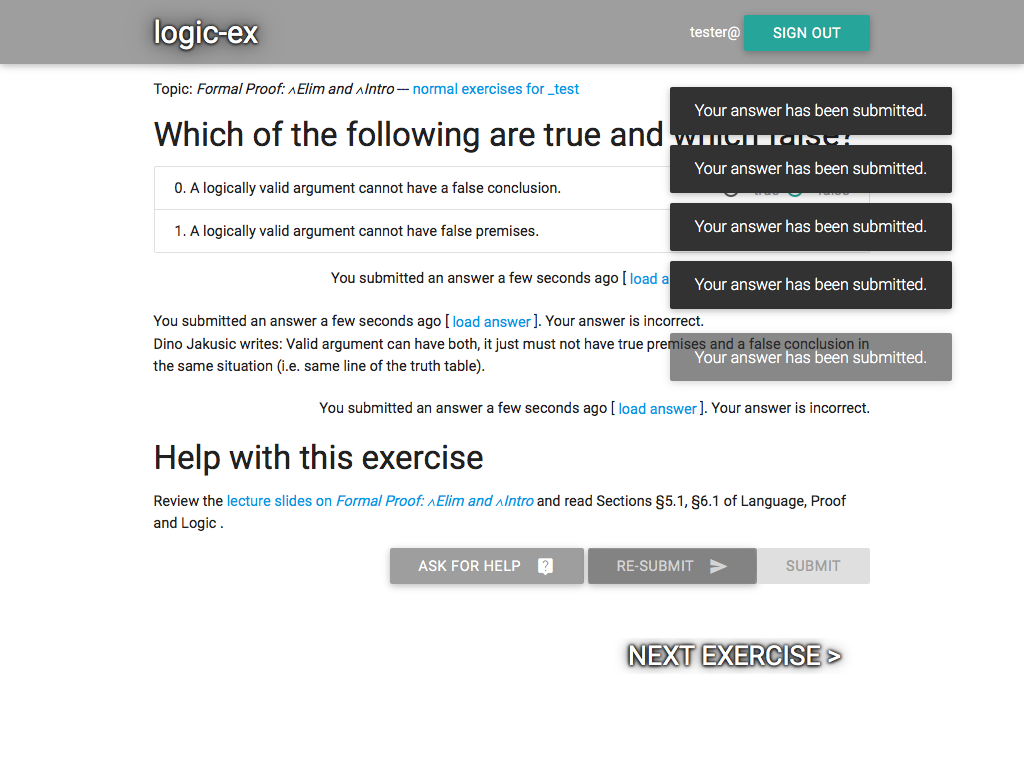 logic-ex
tester@
SIGN OUT
Topic: Formal Proof: ∧Elim and ∧Intro — normal exercises for _test
Which of the following are true and which false?
Your answer has been submitted.
Your answer has been submitted.
0. A logically valid argument cannot have a false conclusion.
true false
Your answer has been submitted.
1. A logically valid argument cannot have false premises.
You submitted an answer a few seconds ago [ load a
Your answer has been submitted.
You submitted an answer a few seconds ago [ load answer ]. Your answer is incorrect.
Dino Jakusic writes: Valid argument can have both, it just must not have true premises and a false conclusion in
the same situation (i.e. same line of the truth table).
Your answer has been submitted.
You submitted an answer a few seconds ago [ load answer ]. Your answer is incorrect.
Help with this exercise
Review the lecture slides on Formal Proof: ∧Elim and ∧Intro and read Sections §5.1, §6.1 of Language, Proof
and Logic .
ASK FOR HELP ?
RE-SUBMIT
SUBMIT
NEXT EXERCISE >